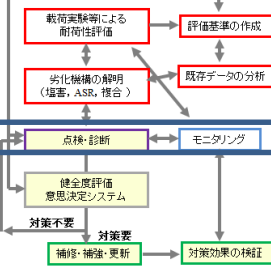 載荷実験等による
耐荷性評価
評価基準の作成
劣化機構の解明
（塩害，ASR，複合 ）
既存データの分析
点検・診断
モニタリング
健全度評価
意思決定システム
対策不要
対策要
補修・補強・更新
対策効果の検証